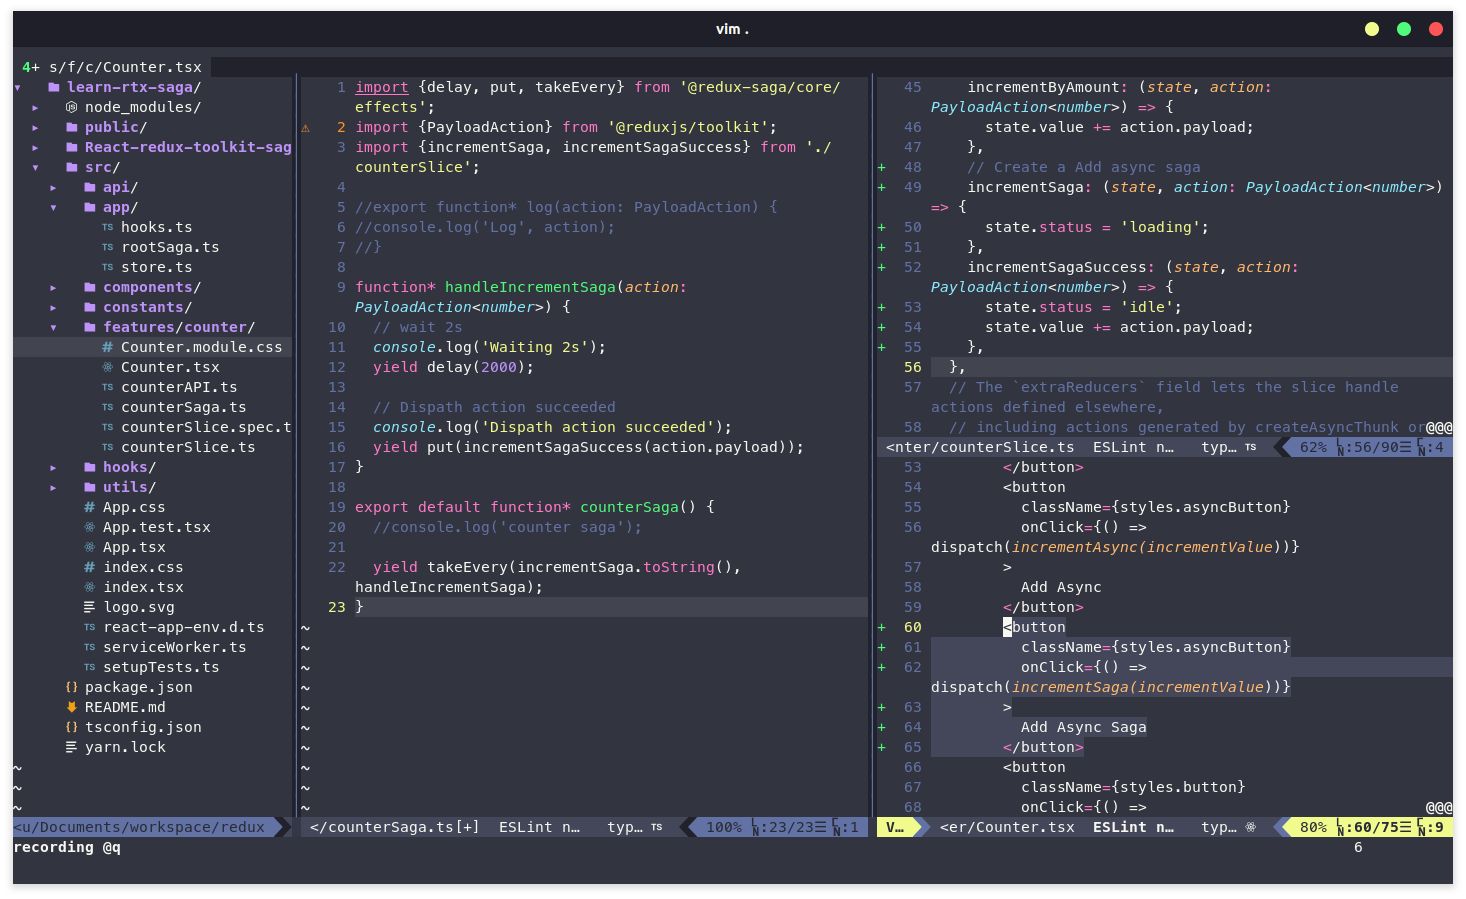 vim .
4+ s/f/c/Counter.tsx
▾ learn-rtx-saga/
▸ node_modules/
▸ public/
▸ React-redux-toolkit-sag
▾ src/
▸ api/
▾ app/
TS hooks.ts
TS rootSaga.ts
TS store.ts
▸ components/
▸ constants/
▾ features/counter/
# Counter.module.css
Counter.tsx
TS counterAPI.ts
TS counterSaga.ts
TS counterSlice.spec.t
TS counterSlice.ts
▸ hooks/
▸ utils/
# App.css
App.test.tsx
App.tsx
# index.css
index.tsx
logo.svg
TS react-app-env.d.ts
TS serviceWorker.ts
TS setupTests.ts
{} package.json
README.md
{} tsconfig.json
yarn.lock
~
~
~
<u/Documents/workspace/redux
1 import {delay, put, takeEvery} from '@redux-saga/core/
effects';
⚠ 2 import {PayloadAction} from '@reduxjs/toolkit';
3 import {incrementSaga, incrementSagaSuccess} from './
counterSlice';
4
5 //export function* log(action: PayloadAction) {
6 //console.log('Log', action);
7 //}
8
9 function* handleIncrementSaga(action:
PayloadAction<number>) {
10 // wait 2s
11 console.log('Waiting 2s');
12 yield delay(2000);
13
14 // Dispath action succeeded
15 console.log('Dispath action succeeded');
16 yield put(incrementSagaSuccess(action.payload));
17 }
18
19 export default function* counterSaga() {
20 //console.log('counter saga');
21
22 yield takeEvery(incrementSaga.toString(),
handleIncrementSaga);
23 }
~
~
~
~
~
~
~
~
~
~
</counterSaga.ts[+] ESLint n… typ… TS 100% LN:23/23☰ CN:1
45 incrementByAmount: (state, action:
PayloadAction<number>) => {
46 state.value += action.payload;
47 },
+ 48 // Create a Add async saga
+ 49 incrementSaga: (state, action: PayloadAction<number>)
=> {
+ 50 state.status = 'loading';
+ 51 },
+ 52 incrementSagaSuccess: (state, action:
PayloadAction<number>) => {
+ 53 state.status = 'idle';
+ 54 state.value += action.payload;
+ 55 },
56 },
57 // The `extraReducers` field lets the slice handle
actions defined elsewhere,
58 // including actions generated by createAsyncThunk or@@@
<nter/counterSlice.ts ESLint n… typ… TS 62% LN:56/90☰ CN:4
53 </button>
54 <button
55 className={styles.asyncButton}
56 onClick={() =>
dispatch(incrementAsync(incrementValue))}
57 >
58 Add Async
59 </button>
+ 60 <button
+ 61 className={styles.asyncButton}
+ 62 onClick={() =>
dispatch(incrementSaga(incrementValue))}
+ 63 >
+ 64 Add Async Saga
+ 65 </button>
66 <button
67 className={styles.button}
68 onClick={() => @@@
V… <er/Counter.tsx ESLint n… typ… 80% LN:60/75☰ CN:9
recording @q 6